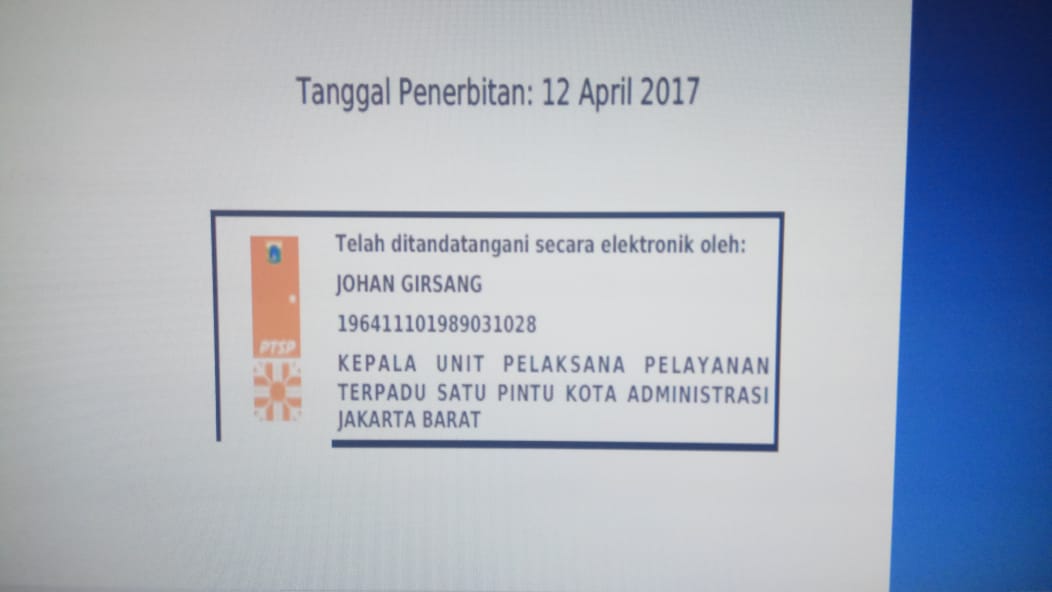 Tanggal Penerbitan: 12 April 2017
Telah ditandatangani secara elektronik oleh:
JOHAN GIRSANG
196411101989031028
PTSP
KEPALA UNIT PELAKSANA PELAYANAN
TERPADU SATU PINTU KOTA ADMINISTRASI
JAKARTA BARAT